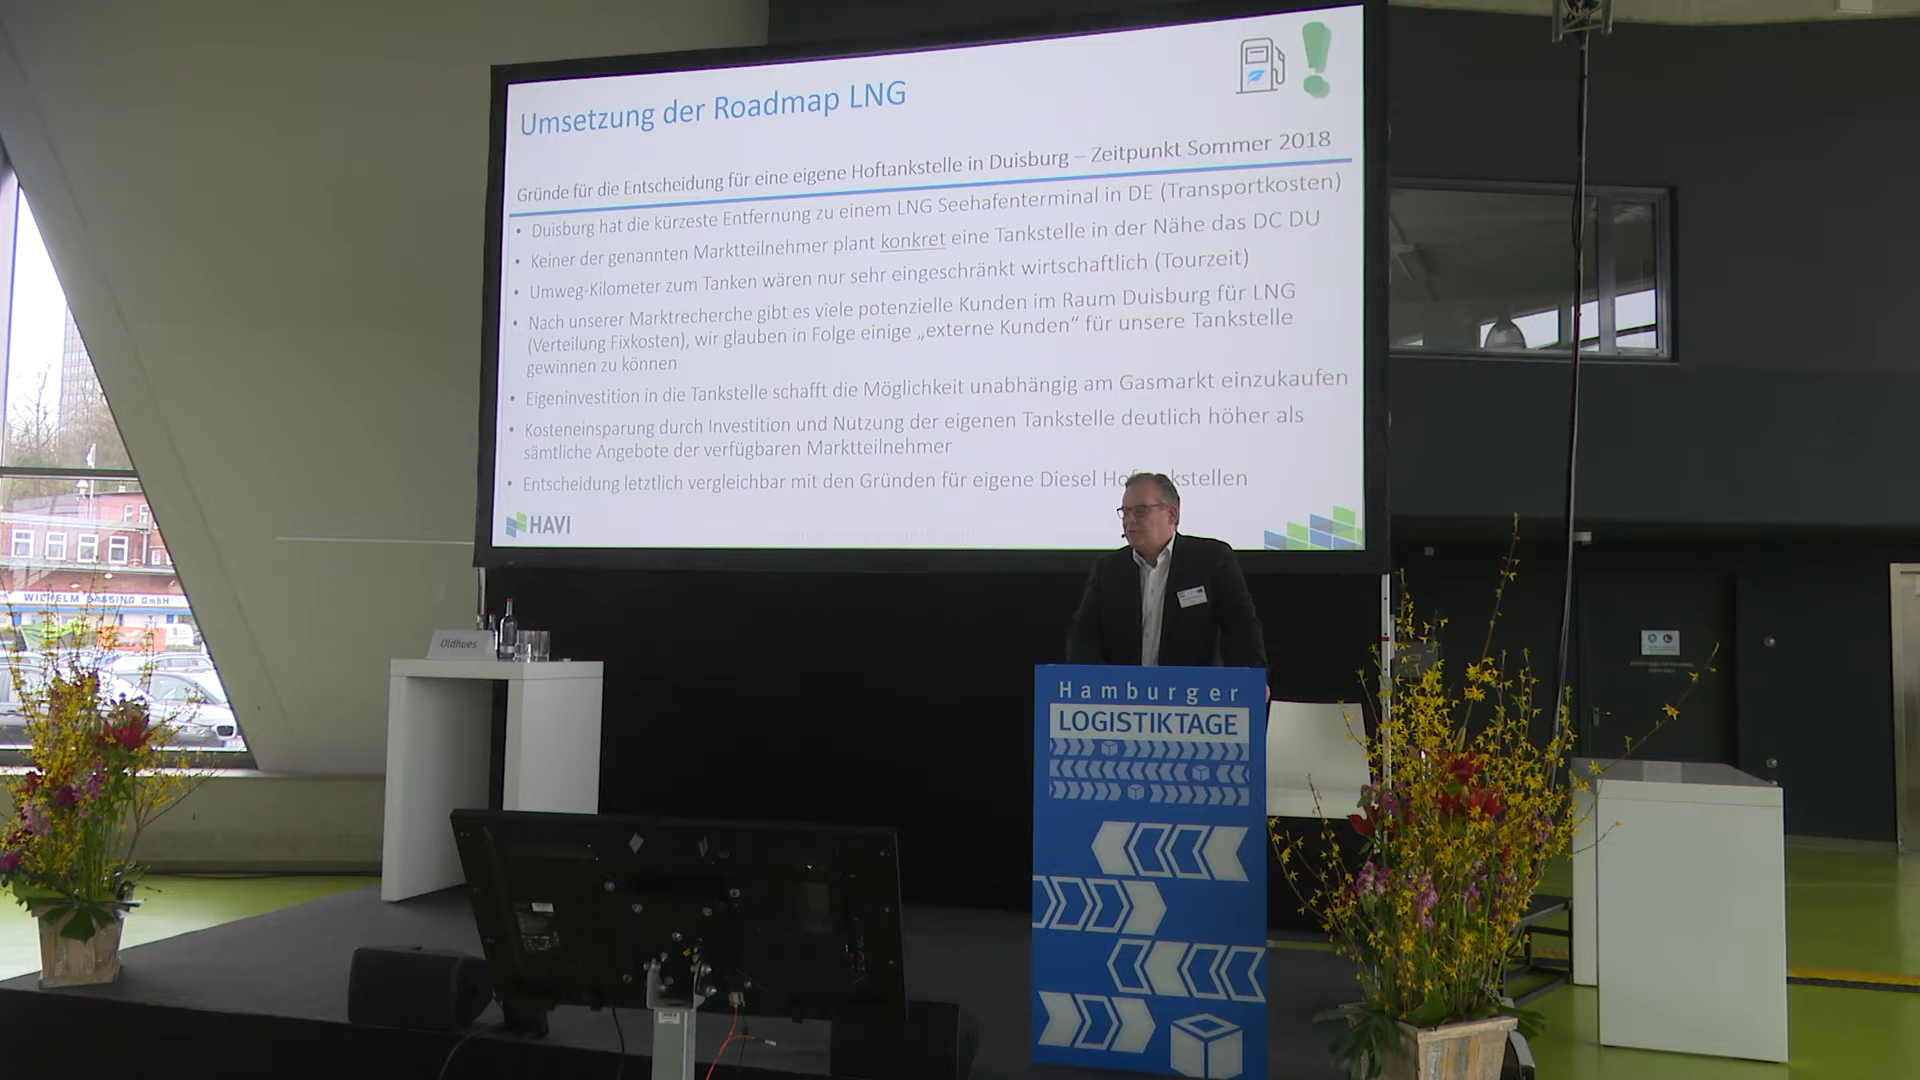 Umsetzung der Roadmap LNG
Gründe für die Entscheidung für eine eigene Hoftankstelle in Duisburg – Zeitpunkt Sommer 2018
• Duisburg hat die kürzeste Entfernung zu einem LNG Seehafenterminal in DE (Transportkosten)
• Keiner der genannten Marktteilnehmer plant konkret eine Tankstelle in der Nähe das DC DU
• Umweg-Kilometer zum Tanken wären nur sehr eingeschränkt wirtschaftlich (Tourzeit)
• Nach unserer Marktrecherche gibt es viele potenzielle Kunden im Raum Duisburg für LNG
(Verteilung Fixkosten), wir glauben in Folge einige „externe Kunden“ für unsere Tankstelle
gewinnen zu können
• Eigeninvestition in die Tankstelle schafft die Möglichkeit unabhängig am Gasmarkt einzukaufen
• Kosteneinsparung durch Investition und Nutzung der eigenen Tankstelle deutlich höher als
sämtliche Angebote der verfügbaren Marktteilnehmer
• Entscheidung letztlich vergleichbar mit den Gründen für eigene Diesel Ho kstellen
HAVI
WILHELM BASSING GmbH
Oldhues
Hamburger
LOGISTIKTAGE